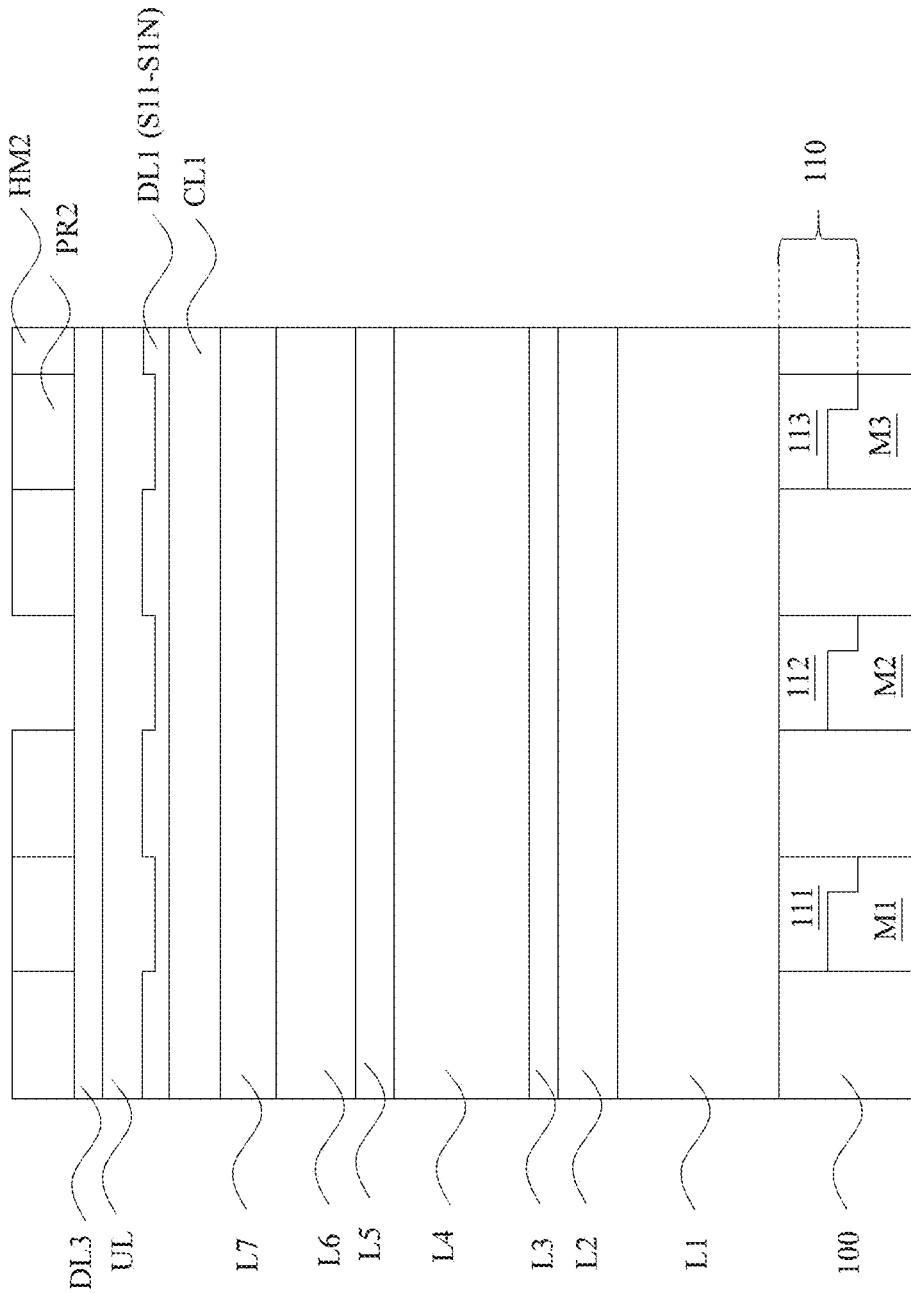 HM2
PR2
DL1 (S11-S1N)
CL1
110
113
M3
112
M2
111
M1
DL3
UL
L7
L6
L5
L4
L3
L2
L1
100